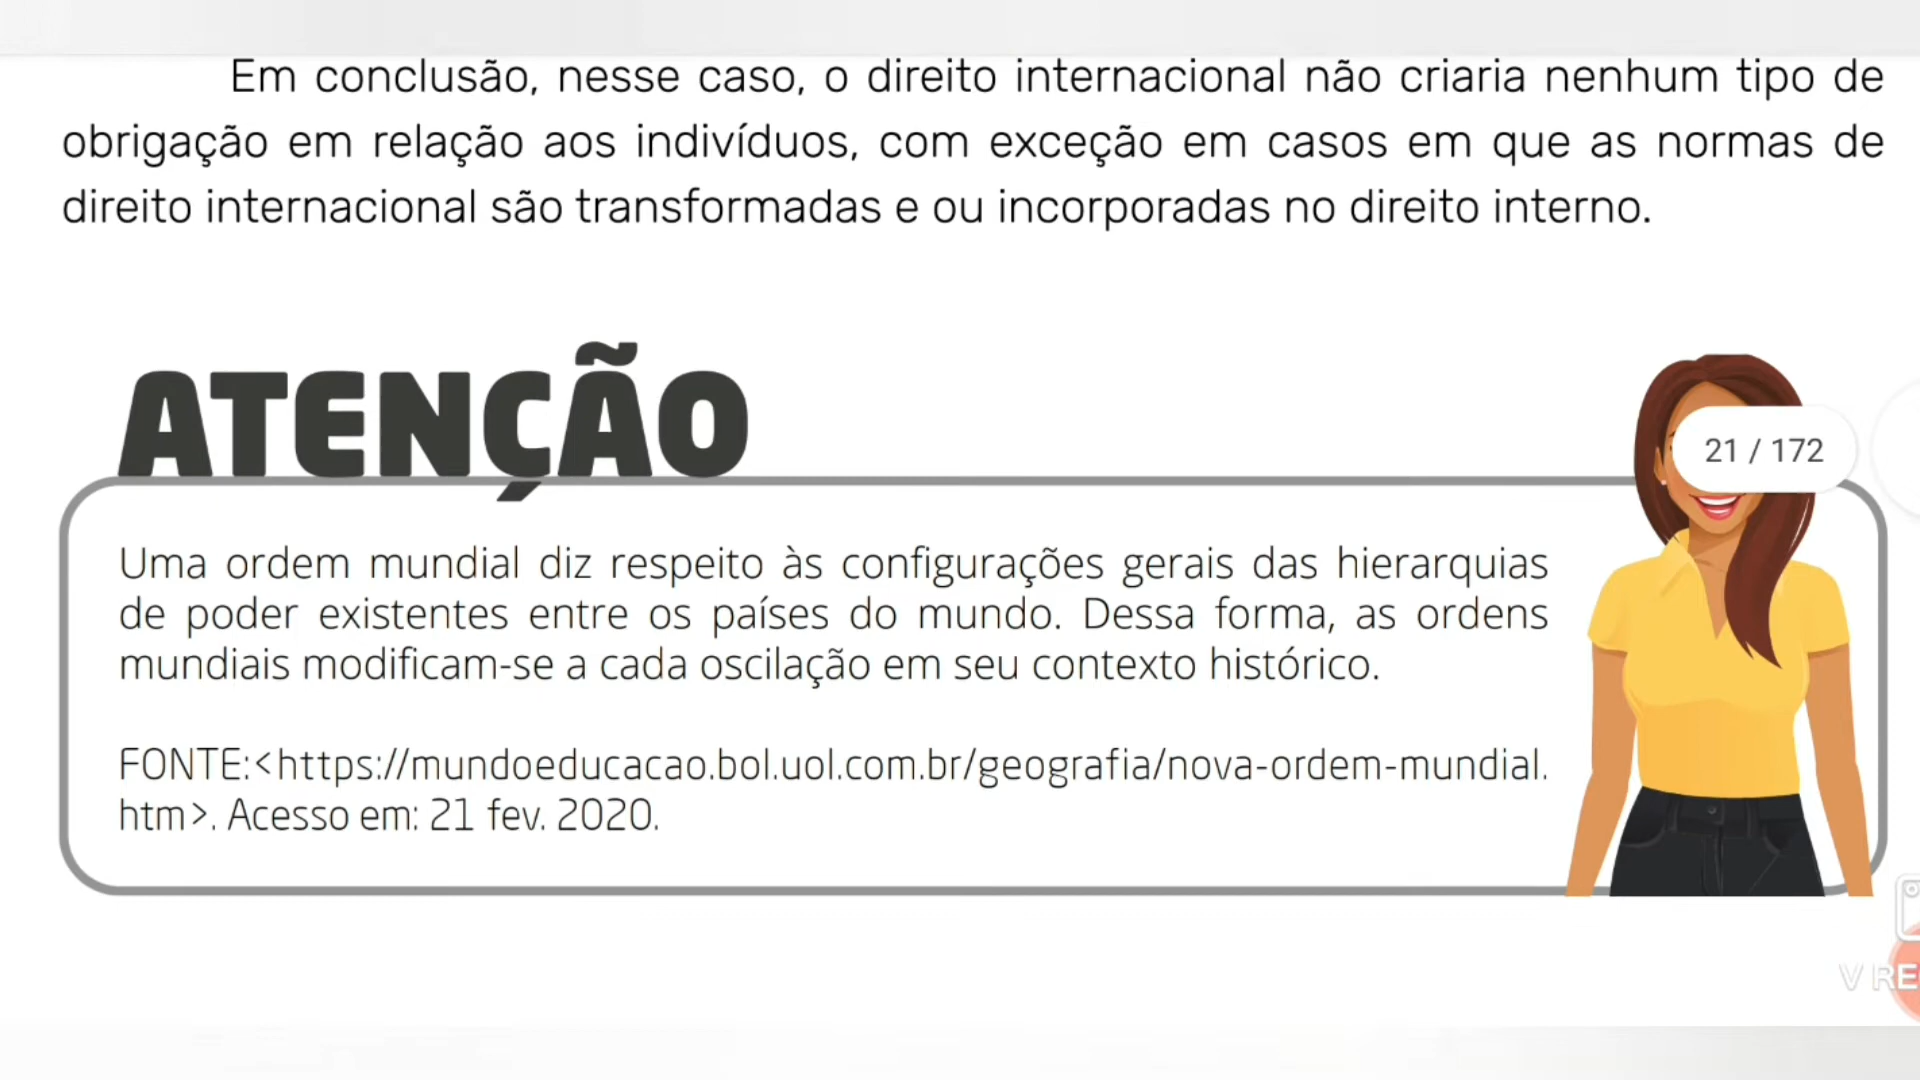 Em conclusão, nesse caso, o direito internacional não criaria nenhum tipo de
obrigação em relação aos indivíduos, com exceção em casos em que as normas de
direito internacional são transformadas e ou incorporadas no direito interno.
ATENÇÃO
21 / 172
Uma ordem mundial diz respeito às configurações gerais das hierarquias
de poder existentes entre os países do mundo. Dessa forma, as ordens
mundiais modificam-se a cada oscilação em seu contexto histórico.
FONTE:<https://mundoeducacao.bol.uol.com.br/geografia/nova-ordem-mundial.
htm>. Acesso em: 21 fev. 2020.